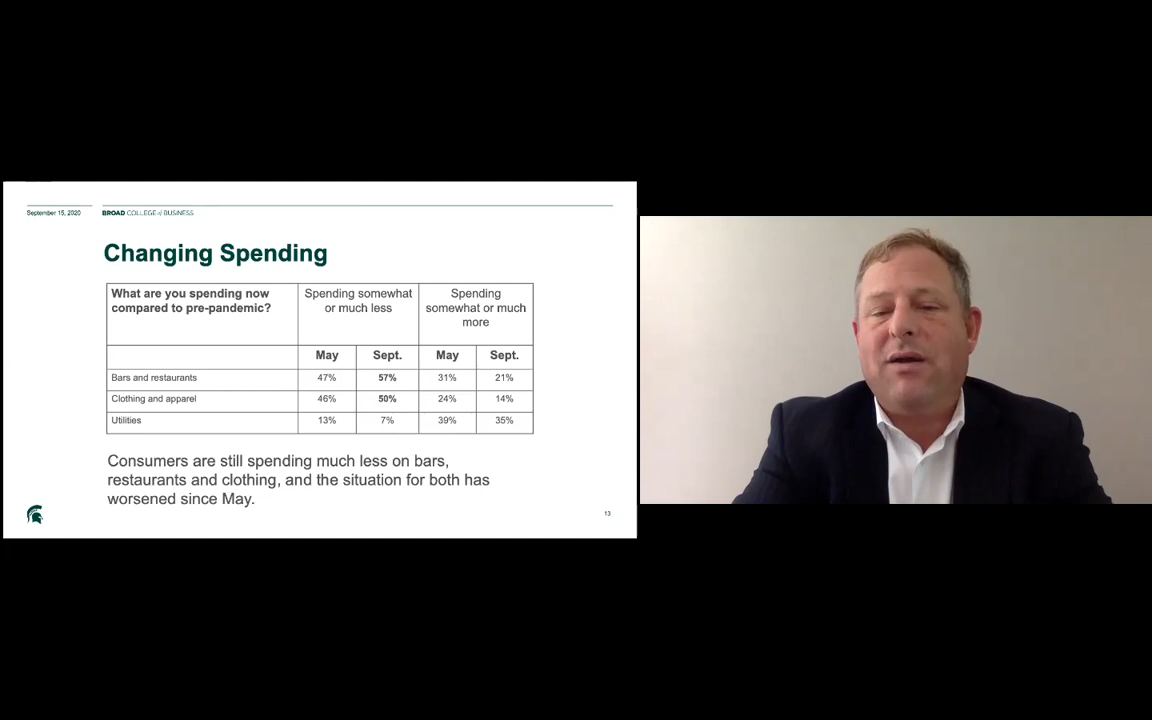 September 15, 2020
BROAD COLLEGE of BUSINESS
Changing Spending
What are you spending now
compared to pre-pandemic?
Spending somewhat
or much less
Spending
somewhat or much
more
May Sept. May Sept.
Bars and restaurants 47% 57% 31% 21%
Clothing and apparel 46% 50% 24% 14%
Utilities 13% 7% 39% 35%
Consumers are still spending much less on bars,
restaurants and clothing, and the situation for both has
worsened since May.
13